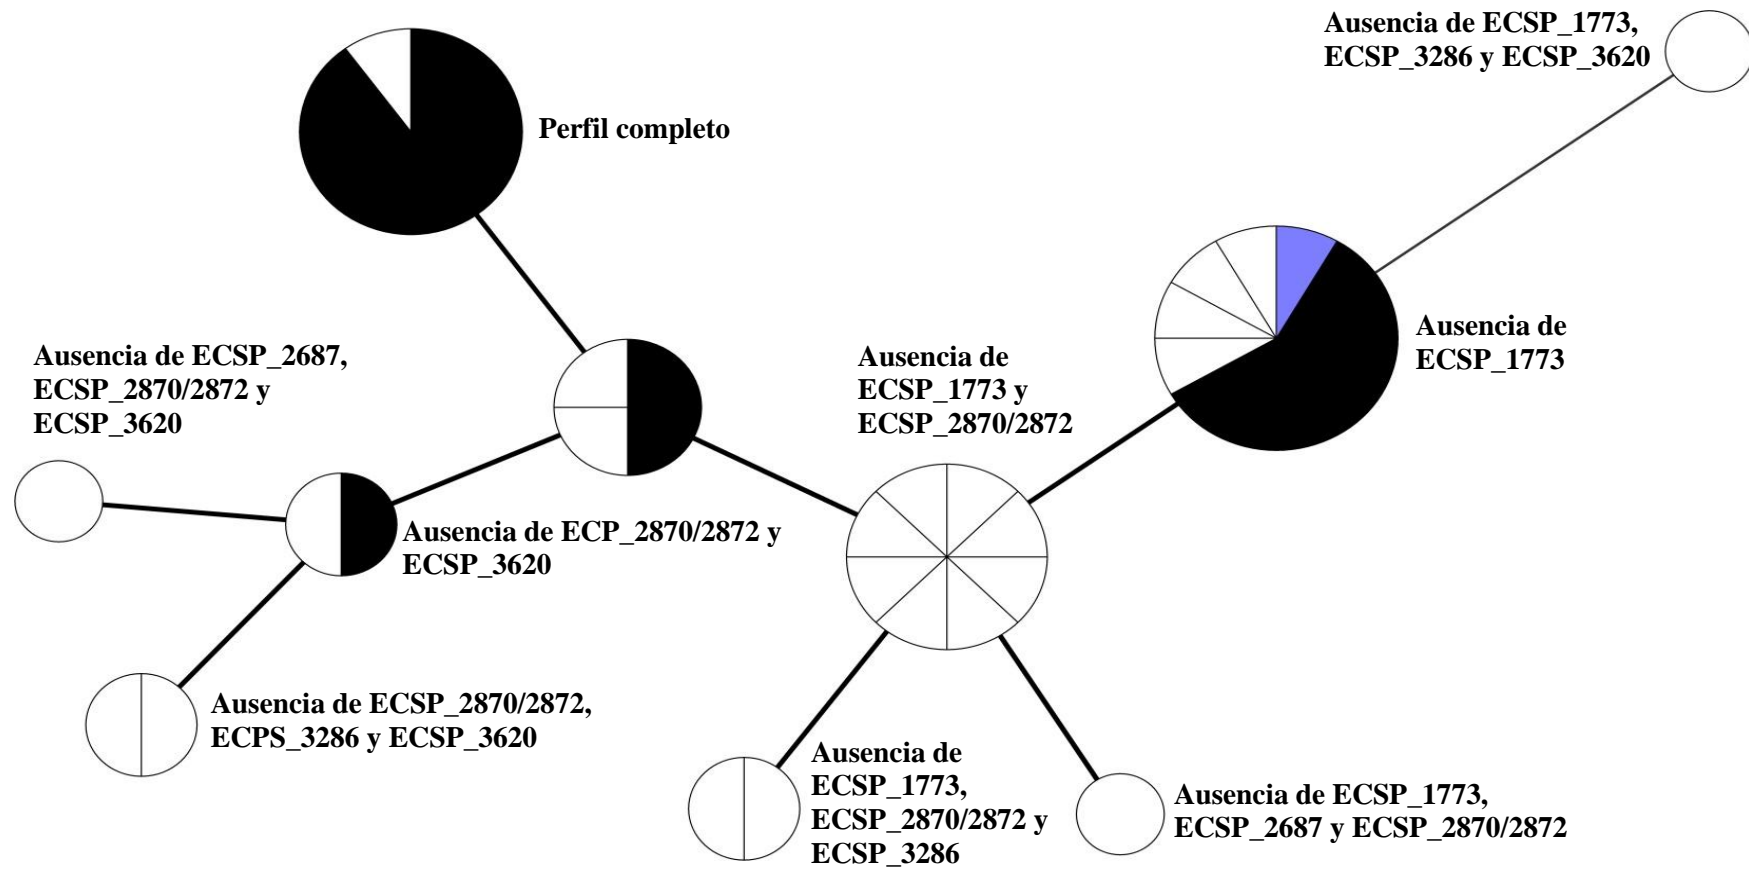 Ausencia de ECSP_1773,
ECSP_3286 y ECSP_3620
Perfil completo
Ausencia de
ECSP_1773
Ausencia de ECSP_2687,
ECSP_2870/2872 y
ECSP_3620
Ausencia de
ECSP_1773 y
ECSP_2870/2872
Ausencia de ECP_2870/2872 y
ECSP_3620
Ausencia de ECSP_2870/2872,
ECPS_3286 y ECSP_3620
Ausencia de
ECSP_1773,
ECSP_2870/2872 y
ECSP_3286
Ausencia de ECSP_1773,
ECSP_2687 y ECSP_2870/2872